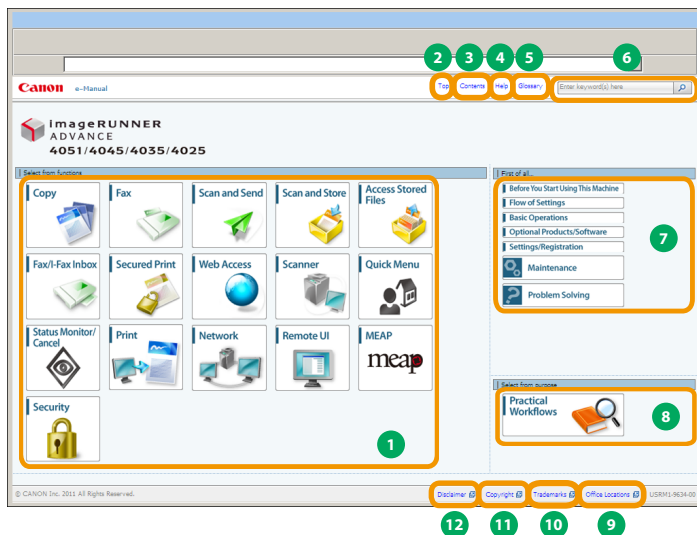 2 3 4 5 6
Canon e-Manual Top Contents Help Glossary Enter keyword(s) here
imageRUNNER
ADVANCE
4051/4045/4035/4025
Select from functions
Copy Fax Scan and Send Scan and Store Access Stored
Files
Fax/I-Fax Inbox Secured Print Web Access Scanner Quick Menu
Status Monitor/
Cancel Print Network Remote UI MEAP
meap
Security
1
First of all...
Before You Start Using This Machine
Flow of Settings
Basic Operations
Optional Products/Software
Settings/Registration
Maintenance
Problem Solving
7
Select from purpose
Practical
Workflows
8
© CANON Inc. 2011 All Rights Reserved. Disclaimer Copyright Trademarks Office Locations USRM1-9634-00
12 11 10 9